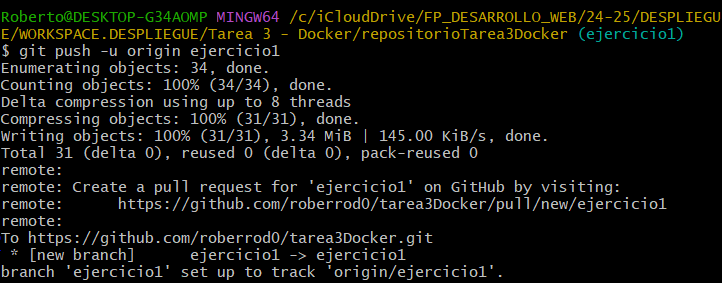 Roberto@DESKTOP-G34AOMP MINGW64 /c/iCloudDrive/FP_DESARROLLO_WEB/24-25/DESPLIEGU
E/WORKSPACE.DESPLIEGUE/Tarea 3 - Docker/repositorioTarea3Docker (ejercicio1)
$ git push -u origin ejercicio1
Enumerating objects: 34, done.
Counting objects: 100% (34/34), done.
Delta compression using up to 8 threads
Compressing objects: 100% (31/31), done.
Writing objects: 100% (31/31), 3.34 MiB | 145.00 KiB/s, done.
Total 31 (delta 0), reused 0 (delta 0), pack-reused 0
remote:
remote: Create a pull request for 'ejercicio1' on GitHub by visiting:
remote:      https://github.com/roberrod0/tarea3Docker/pull/new/ejercicio1
remote:
To https://github.com/roberrod0/tarea3Docker.git
 * [new branch]      ejercicio1 -> ejercicio1
branch 'ejercicio1' set up to track 'origin/ejercicio1'.